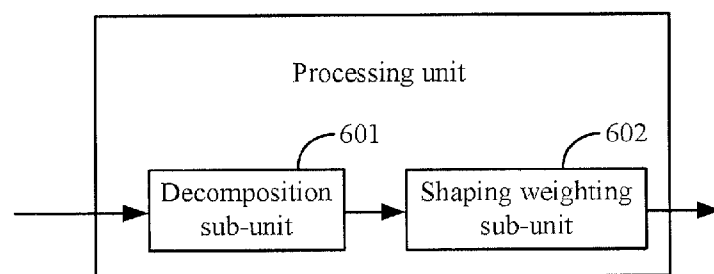 Processing unit
601
602
Decomposition
sub-unit
Shaping weighting
sub-unit